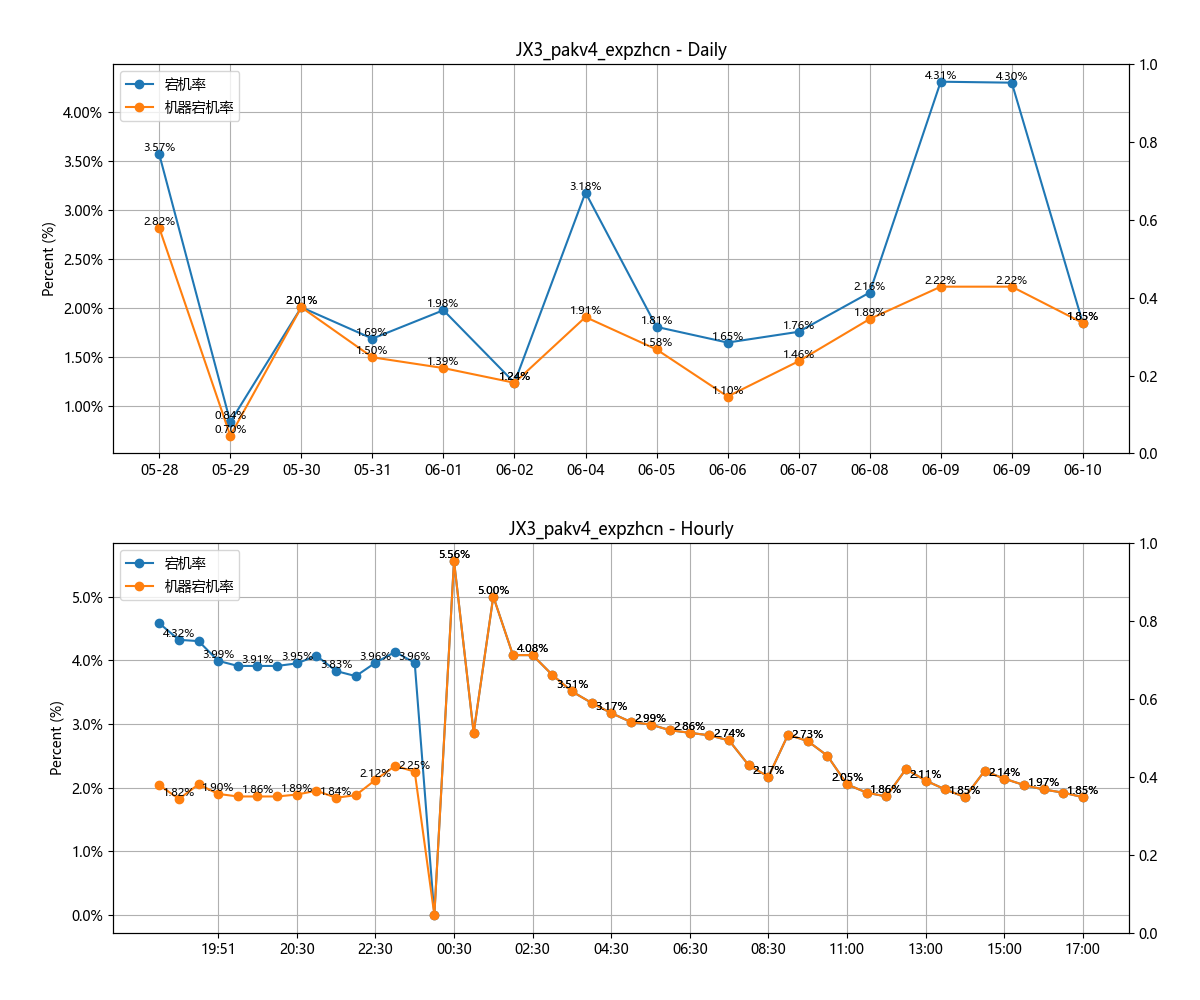 JX3_pakv4_expzhcn - Daily
宕机率
机器宕机率
Percent (%)
4.00%
3.50%
3.00%
2.50%
2.00%
1.50%
1.00%
1.0
0.8
0.6
0.4
0.2
0.0
3.57% 0.84% 2.01% 1.69% 1.98% 1.24% 3.18% 1.81% 1.65% 1.76% 2.16% 4.31% 4.30% 1.85%
2.82% 0.70% 2.01% 1.50% 1.39% 1.24% 1.91% 1.58% 1.10% 1.46% 1.89% 2.22% 2.22% 1.85%
05-28 05-29 05-30 05-31 06-01 06-02 06-04 06-05 06-06 06-07 06-08 06-09 06-09 06-10
JX3_pakv4_expzhcn - Hourly
宕机率
机器宕机率
Percent (%)
5.0%
4.0%
3.0%
2.0%
1.0%
0.0%
1.0
0.8
0.6
0.4
0.2
0.0
4.32% 3.99% 3.91% 3.95% 3.83% 3.96% 3.96% 5.56% 5.00% 4.08% 3.51% 3.17% 2.99% 2.86% 2.74% 2.17% 2.73% 2.05% 1.86% 2.11% 1.85% 2.14% 1.97% 1.85%
1.82% 1.90% 1.86% 1.89% 1.84% 2.12% 2.25%
19:51 20:30 22:30 00:30 02:30 04:30 06:30 08:30 11:00 13:00 15:00 17:00